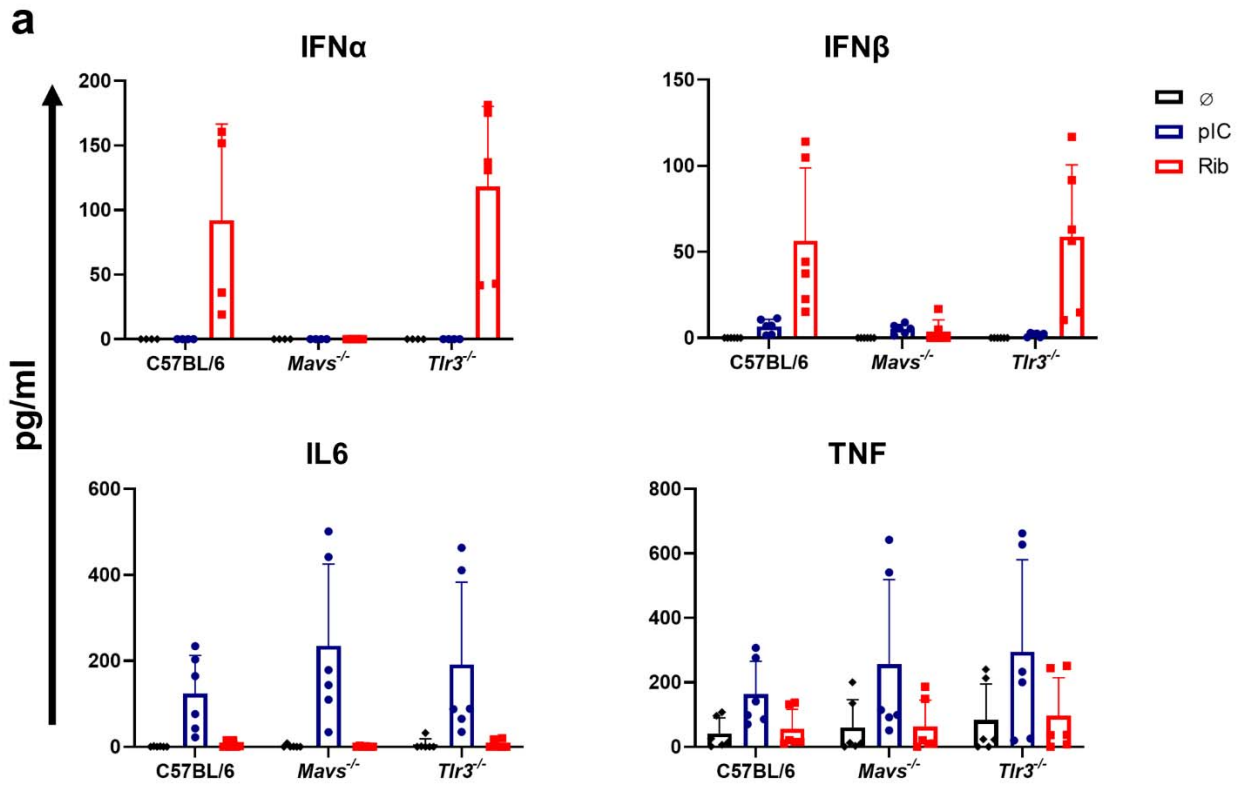 a
IFNα
200
150
100
50
0
C57BL/6
Mavs-/-
Tlr3-/-
IFNβ
150
100
50
0
C57BL/6
Mavs-/-
Tlr3-/-
∅
pIC
Rib
pg/ml
IL6
600
400
200
0
C57BL/6
Mavs-/-
Tlr3-/-
TNF
800
600
400
200
0
C57BL/6
Mavs-/-
Tlr3-/-